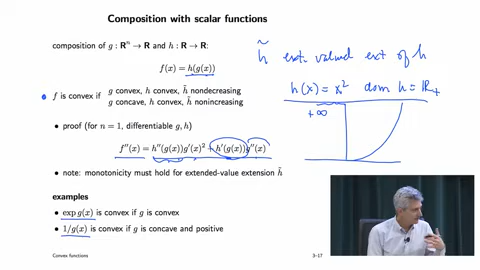 Composition with scalar functions
composition of g : Rⁿ → R and h : R → R:
f(x) = h(g(x))
f is convex if g convex, h convex, h̃ nondecreasing
g concave, h convex, h̃ nonincreasing
• proof (for n = 1, differentiable g, h)
f''(x) = h''(g(x))g'(x)² + h'(g(x))g''(x)
• note: monotonicity must hold for extended-value extension h̃
examples
• exp g(x) is convex if g is convex
• 1/g(x) is convex if g is concave and positive
Convex functions
3–17
h̃ ext. valued ext of h
h(x) = x² dom h = R₊
+∞